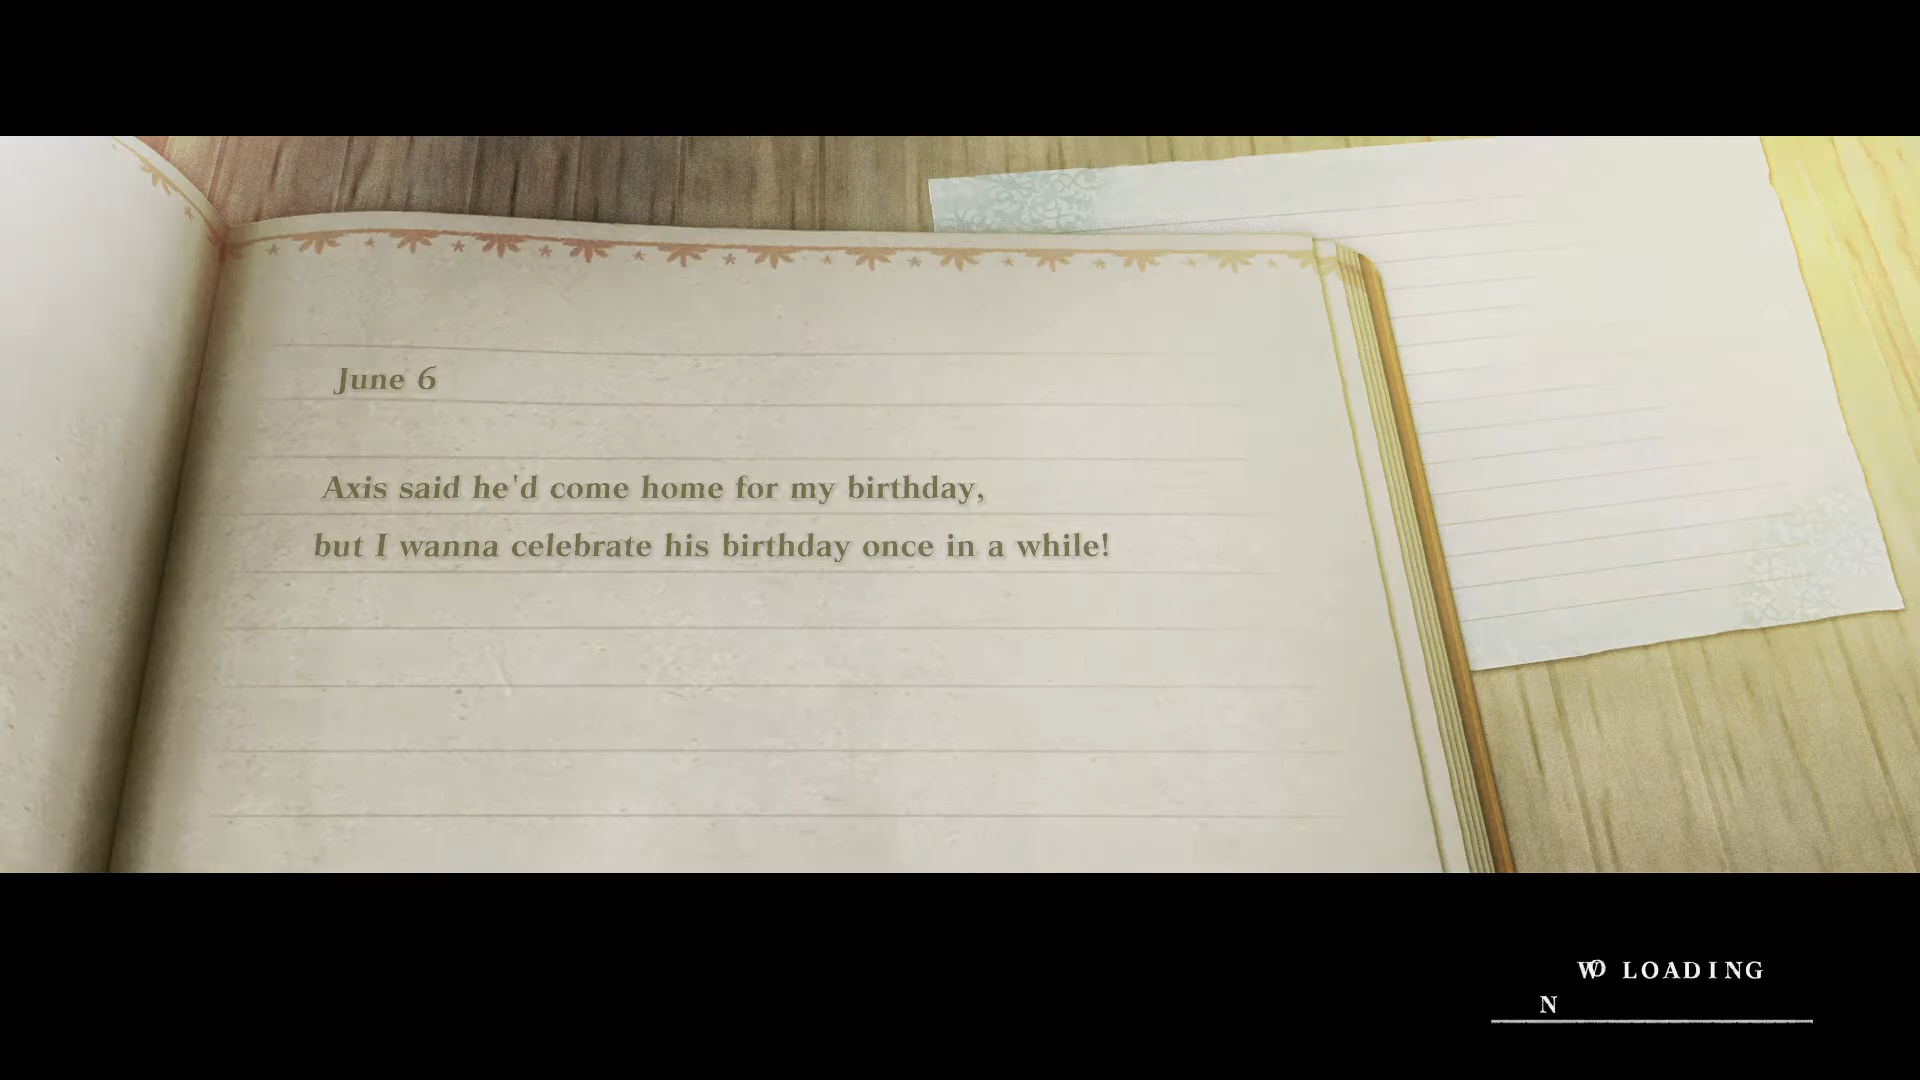 June 6
Axis said he'd come home for my birthday,
but I wanna celebrate his birthday once in a while!
LOADING
N